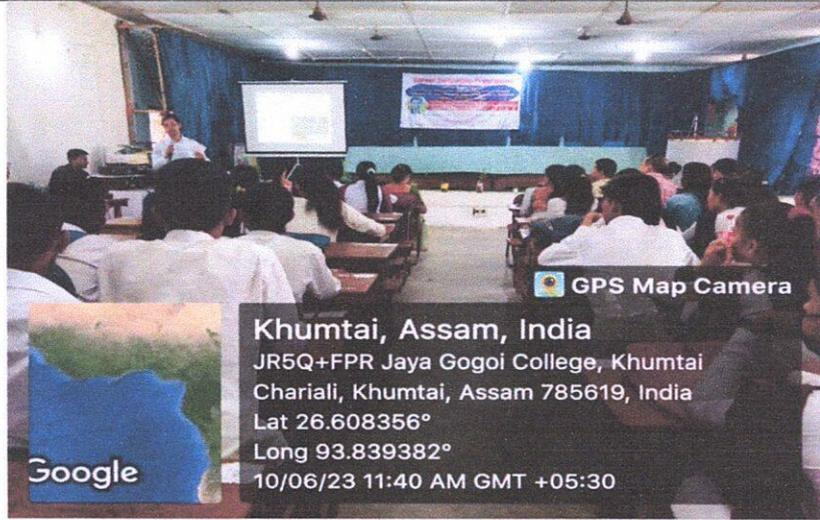 GPS Map Camera
Khumtai, Assam, India
JR5Q+FPR Jaya Gogoi College, Khumtai
Chariali, Khumtai, Assam 785619, India
Lat 26.608356°
Long 93.839382°
10/06/23 11:40 AM GMT +05:30
Google